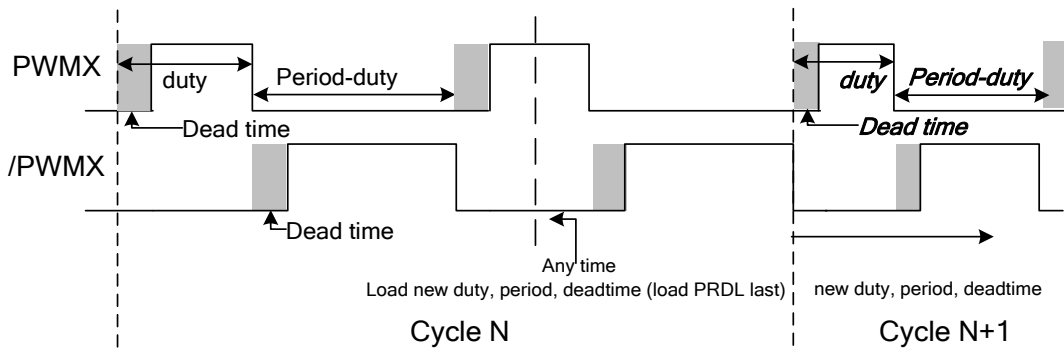 PWMX
duty
Period-duty
duty
Period-duty
Dead time
Dead time
/PWMX
Dead time
Any time
Load new duty, period, deadtime (load PRDL last)
new duty, period, deadtime
Cycle N
Cycle N+1